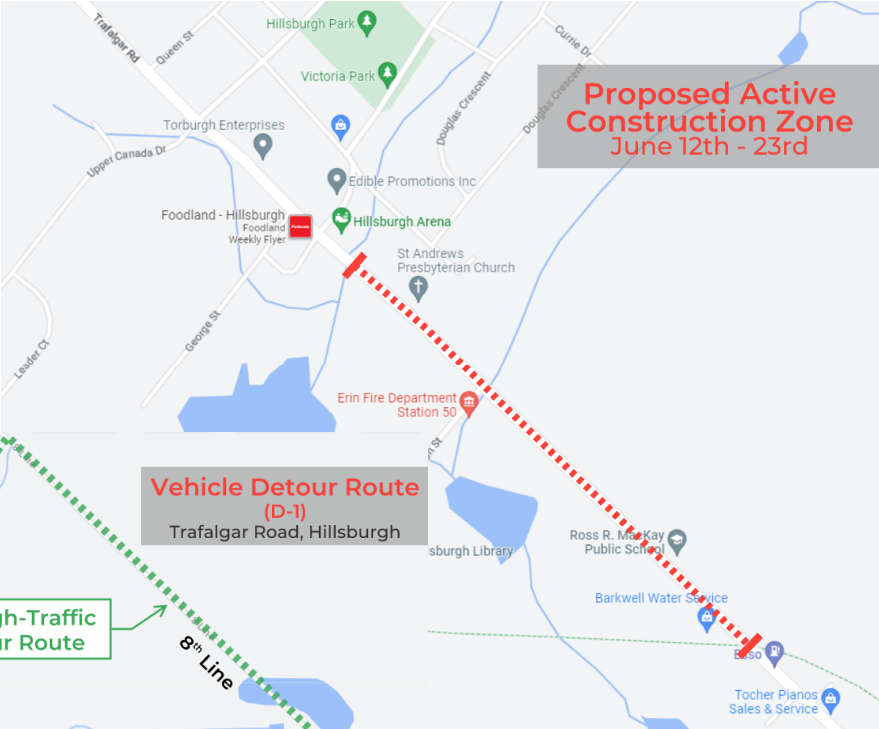 Trafalgar Rd
Queen St
Hillsburgh Park
Victoria Park
Currie Dr
Douglas Crescent
Douglas Crescent
Proposed Active
Construction Zone
June 12th - 23rd
Torburgh Enterprises
Upper Canada Dr
Edible Promotions Inc
Foodland - Hillsburgh
Foodland
Weekly Flyer
Hillsburgh Arena
St Andrews
Presbyterian Church
George St
Leader Ct
Erin Fire Department
Station 50
St
Vehicle Detour Route
(D-1)
Trafalgar Road, Hillsburgh
sburgh Library
Ross R. MacKay
Public School
Barkwell Water Service
gh-Traffic
ur Route
8th Line
Esso
Tocher Pianos
Sales & Service